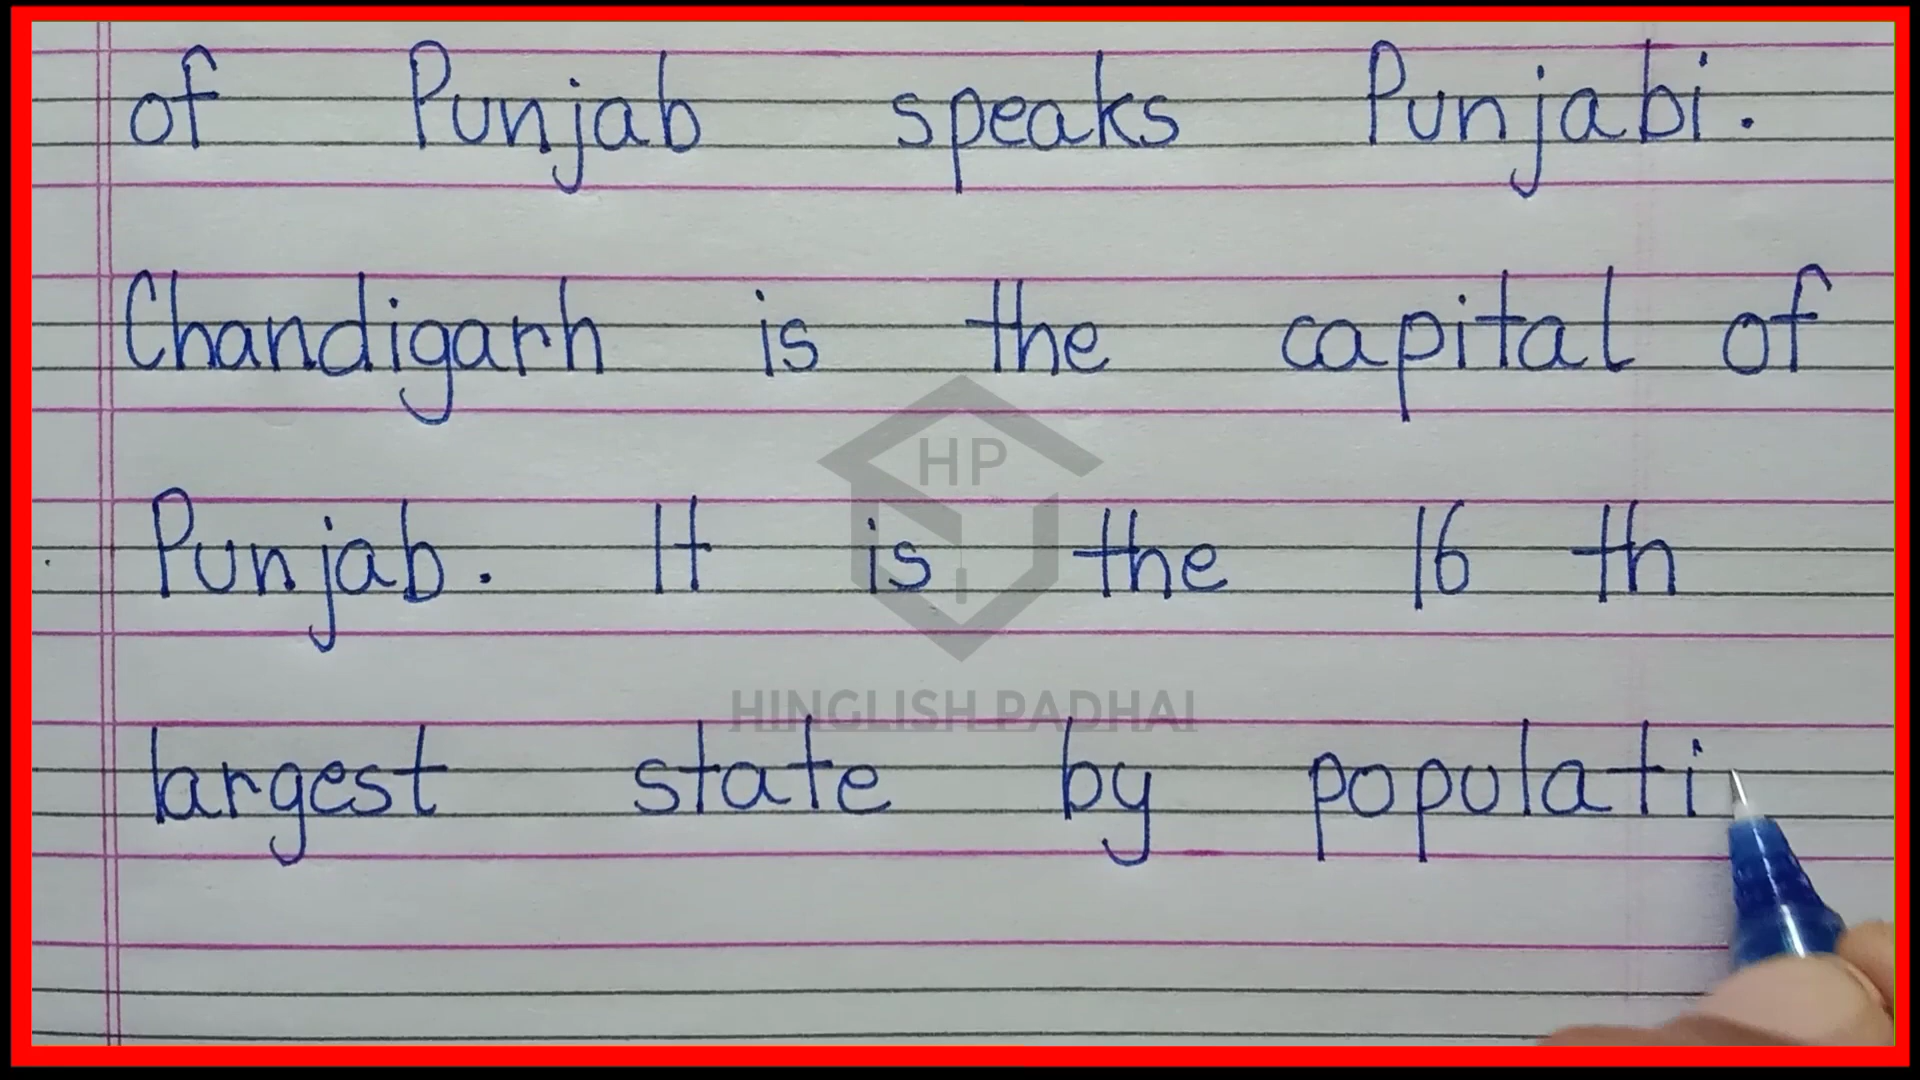 of Punjab speaks Punjabi.
Chandigarh is the capital of
HP
Punjab. It is the 16 th
I
HINGLISH PADHAI
largest state by populati